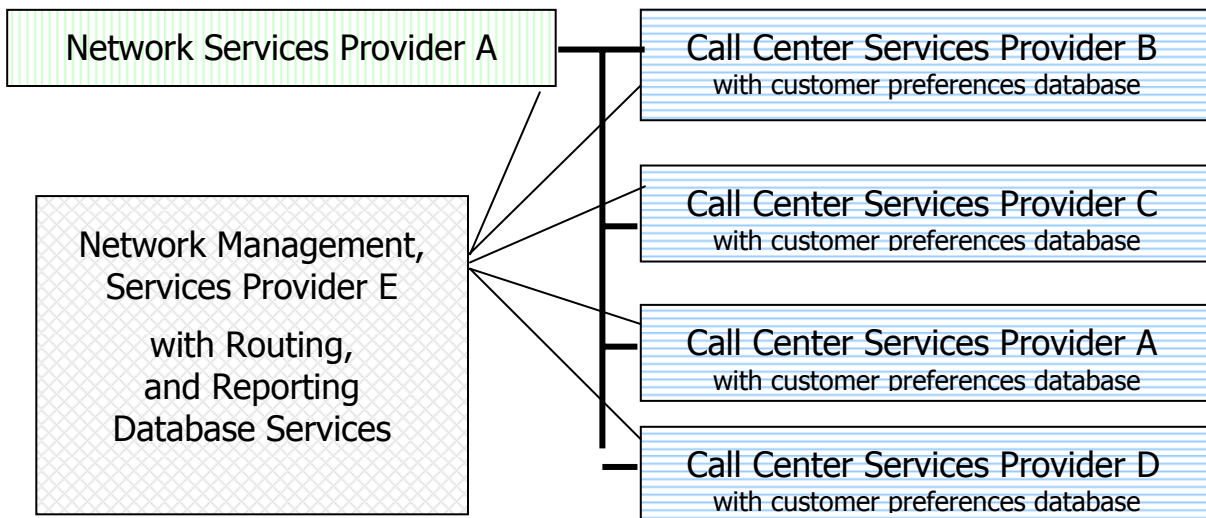 Network Services Provider A
Call Center Services Provider B
with customer preferences database
Call Center Services Provider C
with customer preferences database
Network Management,
Services Provider E
with Routing,
and Reporting
Database Services
Call Center Services Provider A
with customer preferences database
Call Center Services Provider D
with customer preferences database